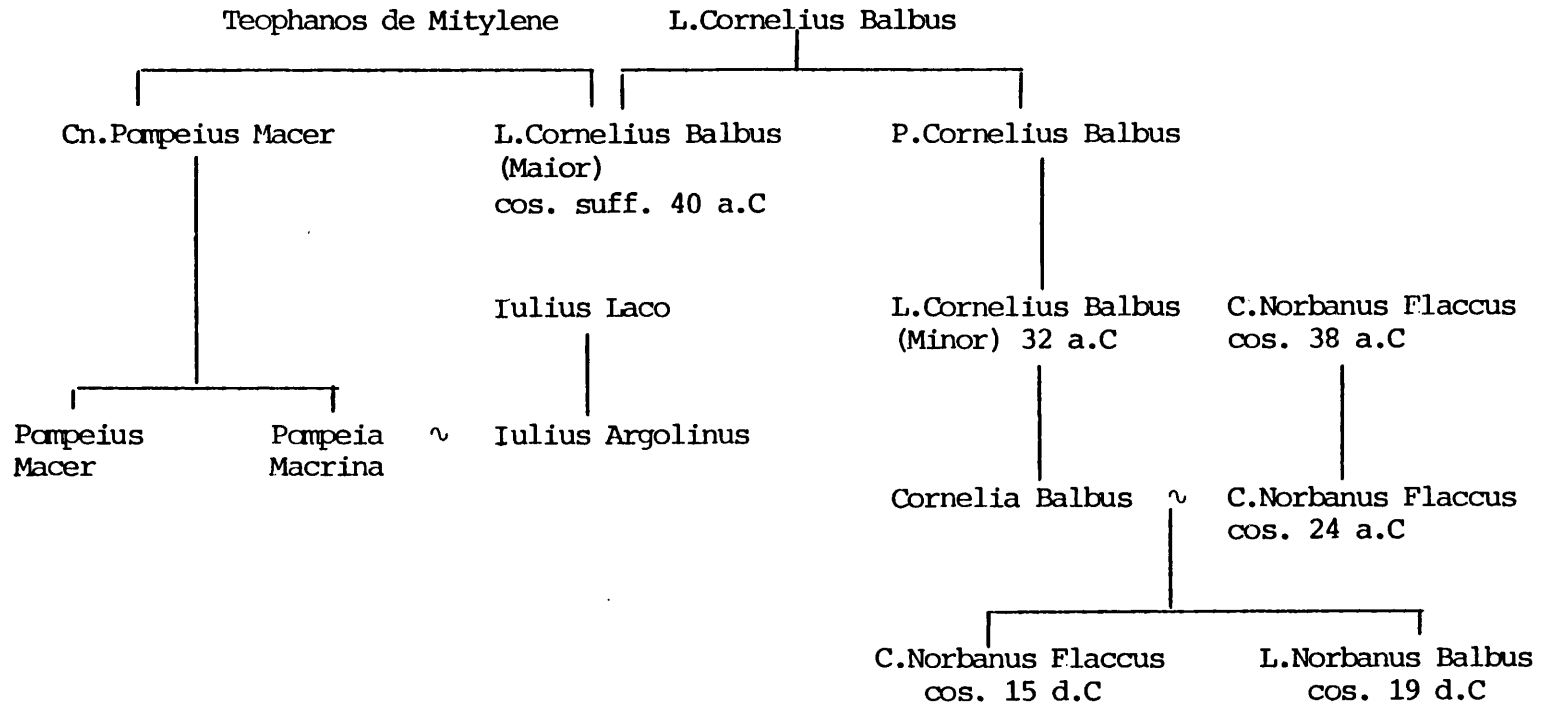 Teophanos de Mitylene L.Cornelius Balbus
Cn.Pompeius Macer L.Cornelius Balbus P.Cornelius Balbus
(Maior)
cos. suff. 40 a.C
Iulius Laco L.Cornelius Balbus C.Norbanus Flaccus
(Minor) 32 a.C cos. 38 a.C
Pompeius Pompeia ~ Iulius Argolinus
Macer Macrina
Cornelia Balbus ~ C.Norbanus Flaccus
cos. 24 a.C
C.Norbanus Flaccus L.Norbanus Balbus
cos. 15 d.C cos. 19 d.C